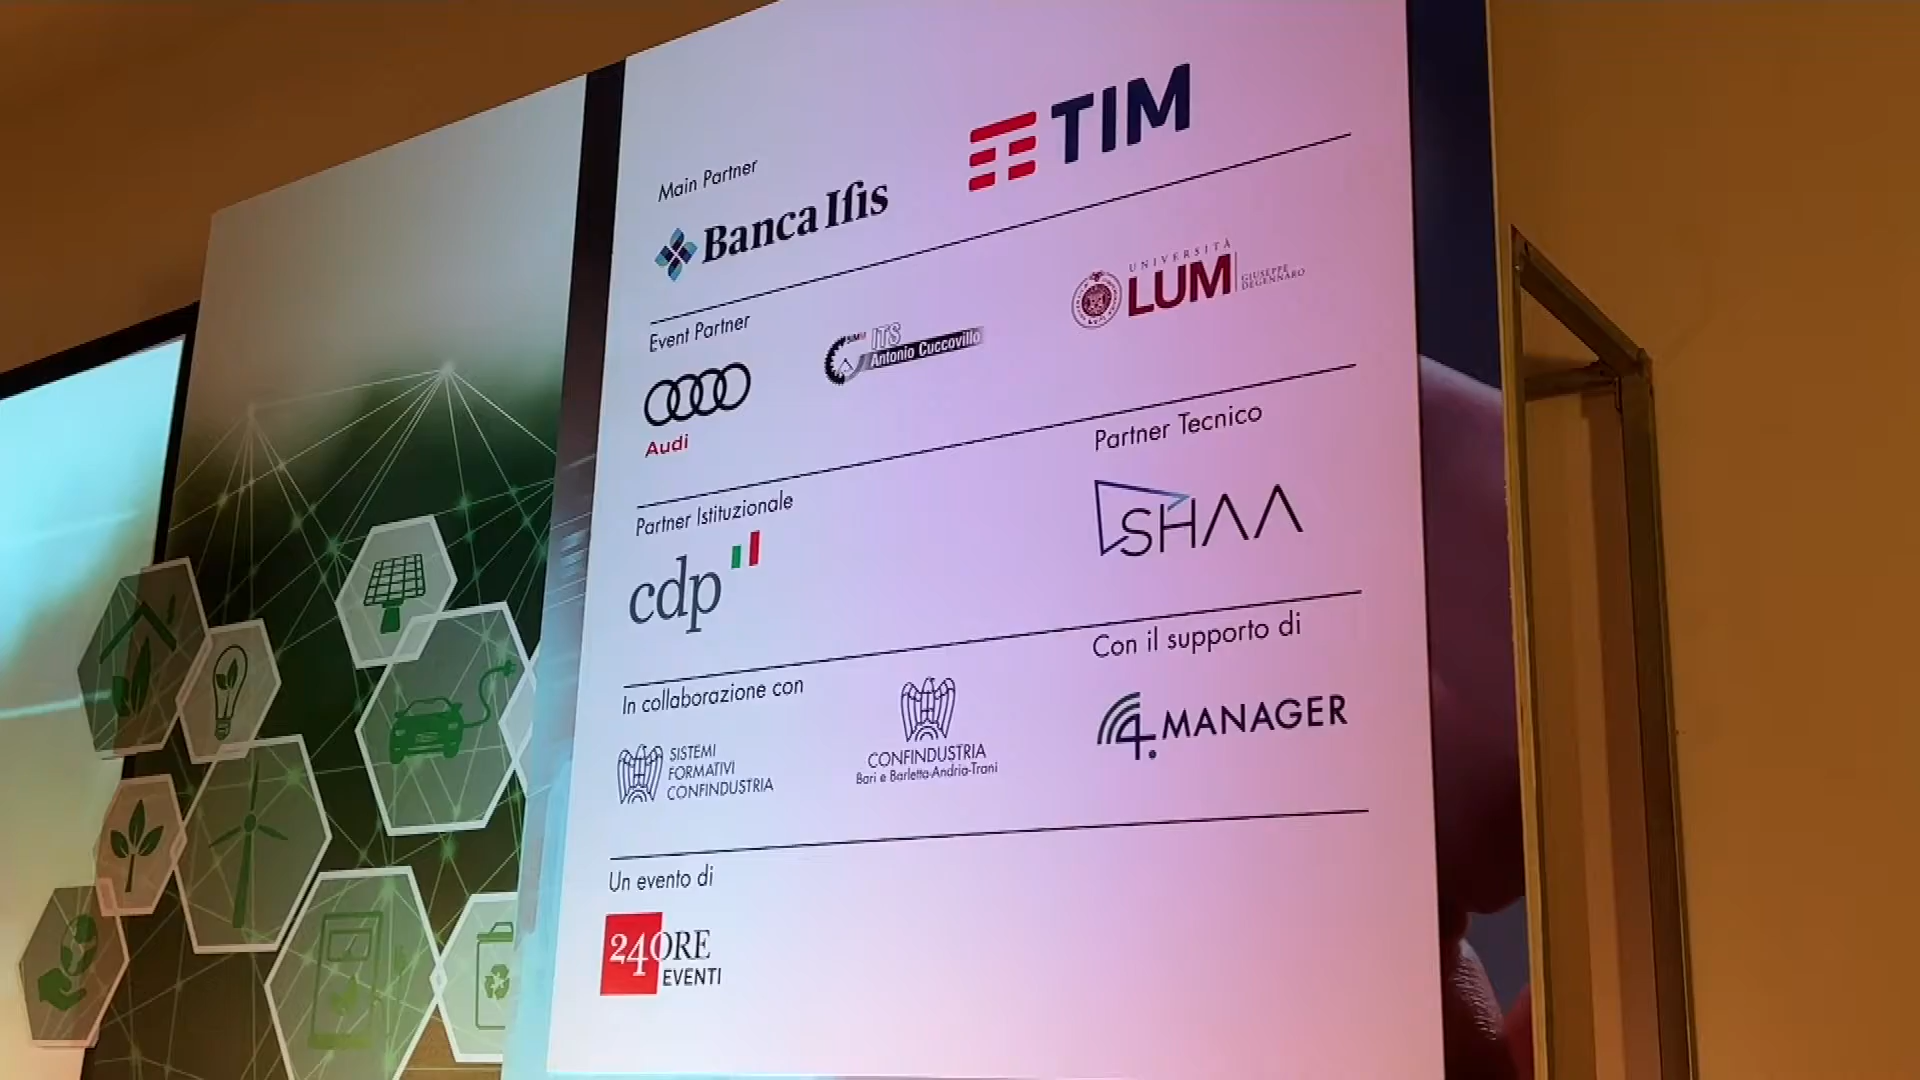 Main Partner
Banca Ifis
TIM
Event Partner
Audi
ITS
Antonio Cuccovillo
UNIVERSITÀ
LUM
GIUSEPPE
DEGENNARO
Partner Istituzionale
cdp
Partner Tecnico
SHAA
In collaborazione con
SISTEMI
FORMATIVI
CONFINDUSTRIA
CONFINDUSTRIA
Bari e Barletta-Andria-Trani
Con il supporto di
4.MANAGER
Un evento di
24ORE
EVENTI